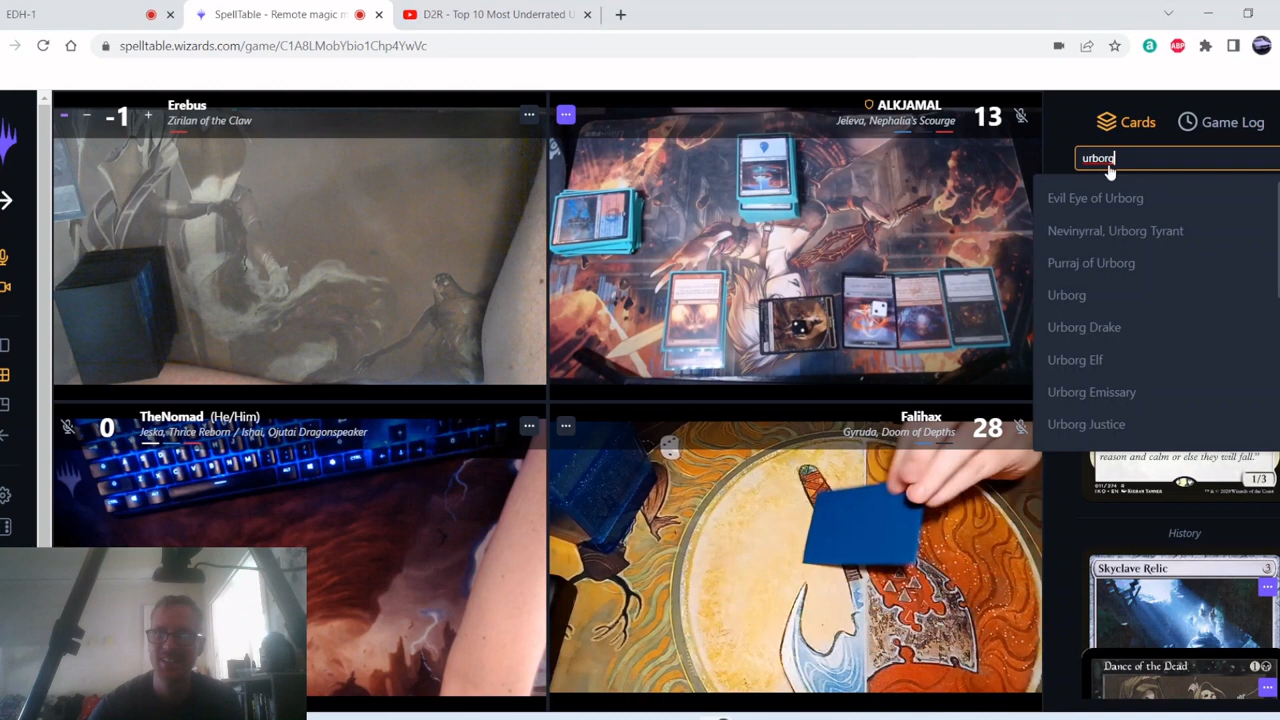 EDH-1
SpellTable - Remote magic m
D2R - Top 10 Most Underrated U
spelltable.wizards.com/game/C1A8LMobYbio1Chp4YwVc
ABP
-1
Erebus
Zirilan of the Claw
ALKJAMAL
Jeleva, Nephalia's Scourge
13
Cards
Game Log
urborg
Evil Eye of Urborg
Nevinyrral, Urborg Tyrant
Purraj of Urborg
Urborg
Urborg Drake
Urborg Elf
Urborg Emissary
Urborg Justice
0
TheNomad (He/Him)
Jeska, Thrice Reborn / Ishai, Ojutai Dragonspeaker
Falihax
Gyruda, Doom of Depths
28
reason and calm or else they will fall."
1/3
History
Skyclave Relic
3
Dance of the Dead
1